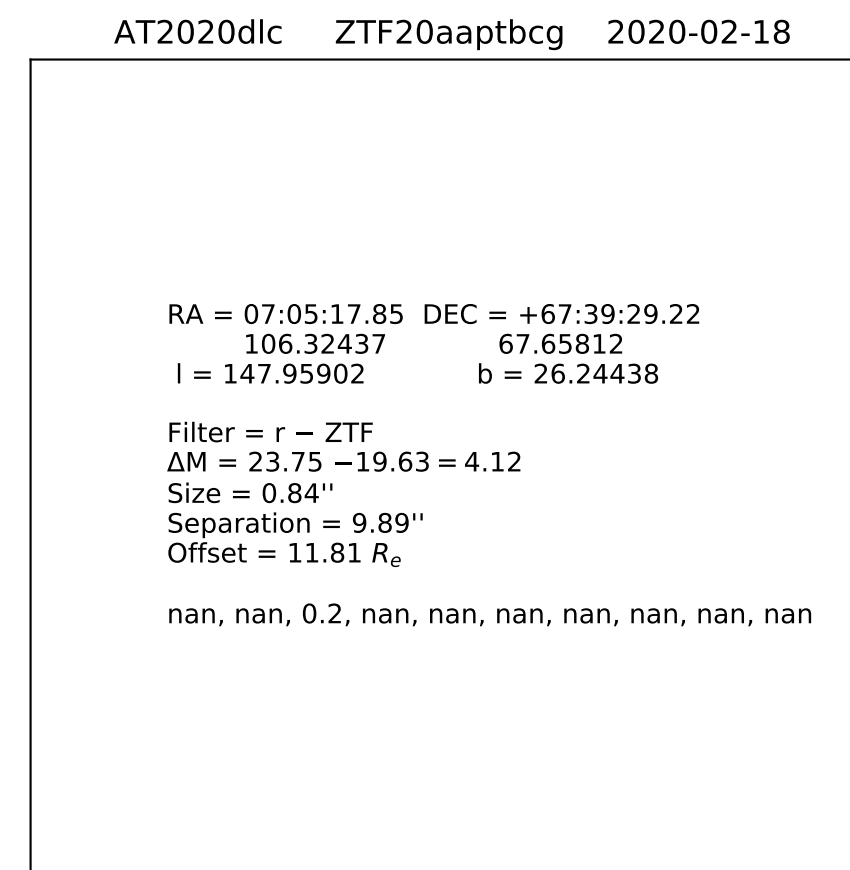 AT2020dlc ZTF20aaptbcg 2020-02-18
RA = 07:05:17.85 DEC = +67:39:29.22
106.32437 67.65812
l = 147.95902 b = 26.24438
Filter = r − ZTF
ΔM = 23.75 −19.63 = 4.12
Size = 0.84''
Separation = 9.89''
Offset = 11.81 Rₑ
nan, nan, 0.2, nan, nan, nan, nan, nan, nan, nan